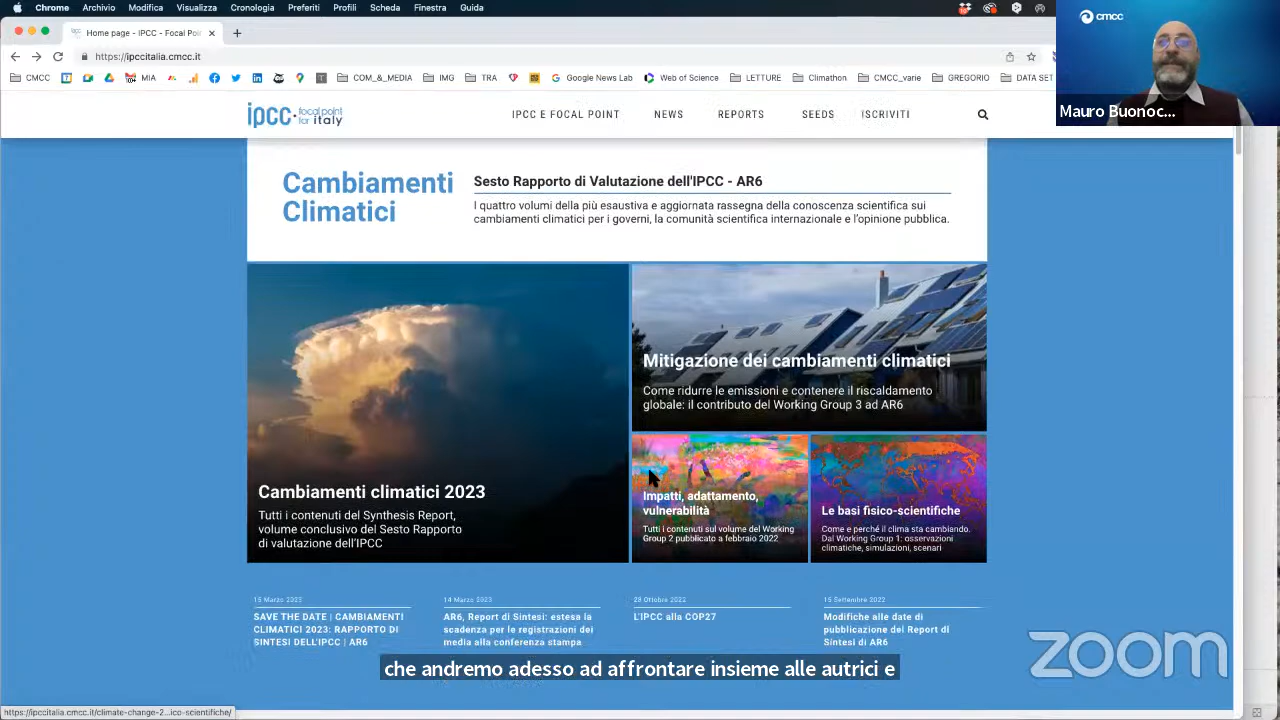 Chrome Archivio Modifica Visualizza Cronologia Preferiti Profili Scheda Finestra Guida
Home page - IPCC - Focal Poi
https://ipccitalia.cmcc.it
CMCC MIA COM_&_MEDIA IMG TRA Google News Lab Web of Science LETTURE Climathon CMCC_varie GREGORIO DATA SET
cmcc
Mauro Buonoc...
ipcc focal point for italy
IPCC E FOCAL POINT NEWS REPORTS SEEDS ISCRIVITI
Cambiamenti
Climatici
Sesto Rapporto di Valutazione dell'IPCC - AR6
I quattro volumi della più esaustiva e aggiornata rassegna della conoscenza scientifica sui
cambiamenti climatici per i governi, la comunità scientifica internazionale e l'opinione pubblica.
Mitigazione dei cambiamenti climatici
Come ridurre le emissioni e contenere il riscaldamento
globale: il contributo del Working Group 3 ad AR6
Cambiamenti climatici 2023
Tutti i contenuti del Synthesis Report,
volume conclusivo del Sesto Rapporto
di valutazione dell'IPCC
Impatti, adattamento,
vulnerabilità
Tutti i contenuti sul volume del Working
Group 2 pubblicato a febbraio 2022
Le basi fisico-scientifiche
Come e perché il clima sta cambiando.
Dal Working Group 1: osservazioni
climatiche, simulazioni, scenari
15 Marzo 2023
SAVE THE DATE | CAMBIAMENTI
CLIMATICI 2023: RAPPORTO DI
SINTESI DELL'IPCC | AR6
14 Marzo 2023
AR6, Report di Sintesi: estesa la
scadenza per le registrazioni dei
media alla conferenza stampa
28 Ottobre 2022
L'IPCC alla COP27
15 Settembre 2022
Modifiche alle date di
pubblicazione del Report di
Sintesi di AR6
zoom
che andremo adesso ad affrontare insieme alle autrici e
https://ipccitalia.cmcc.it/climate-change-2...ico-scientifiche/